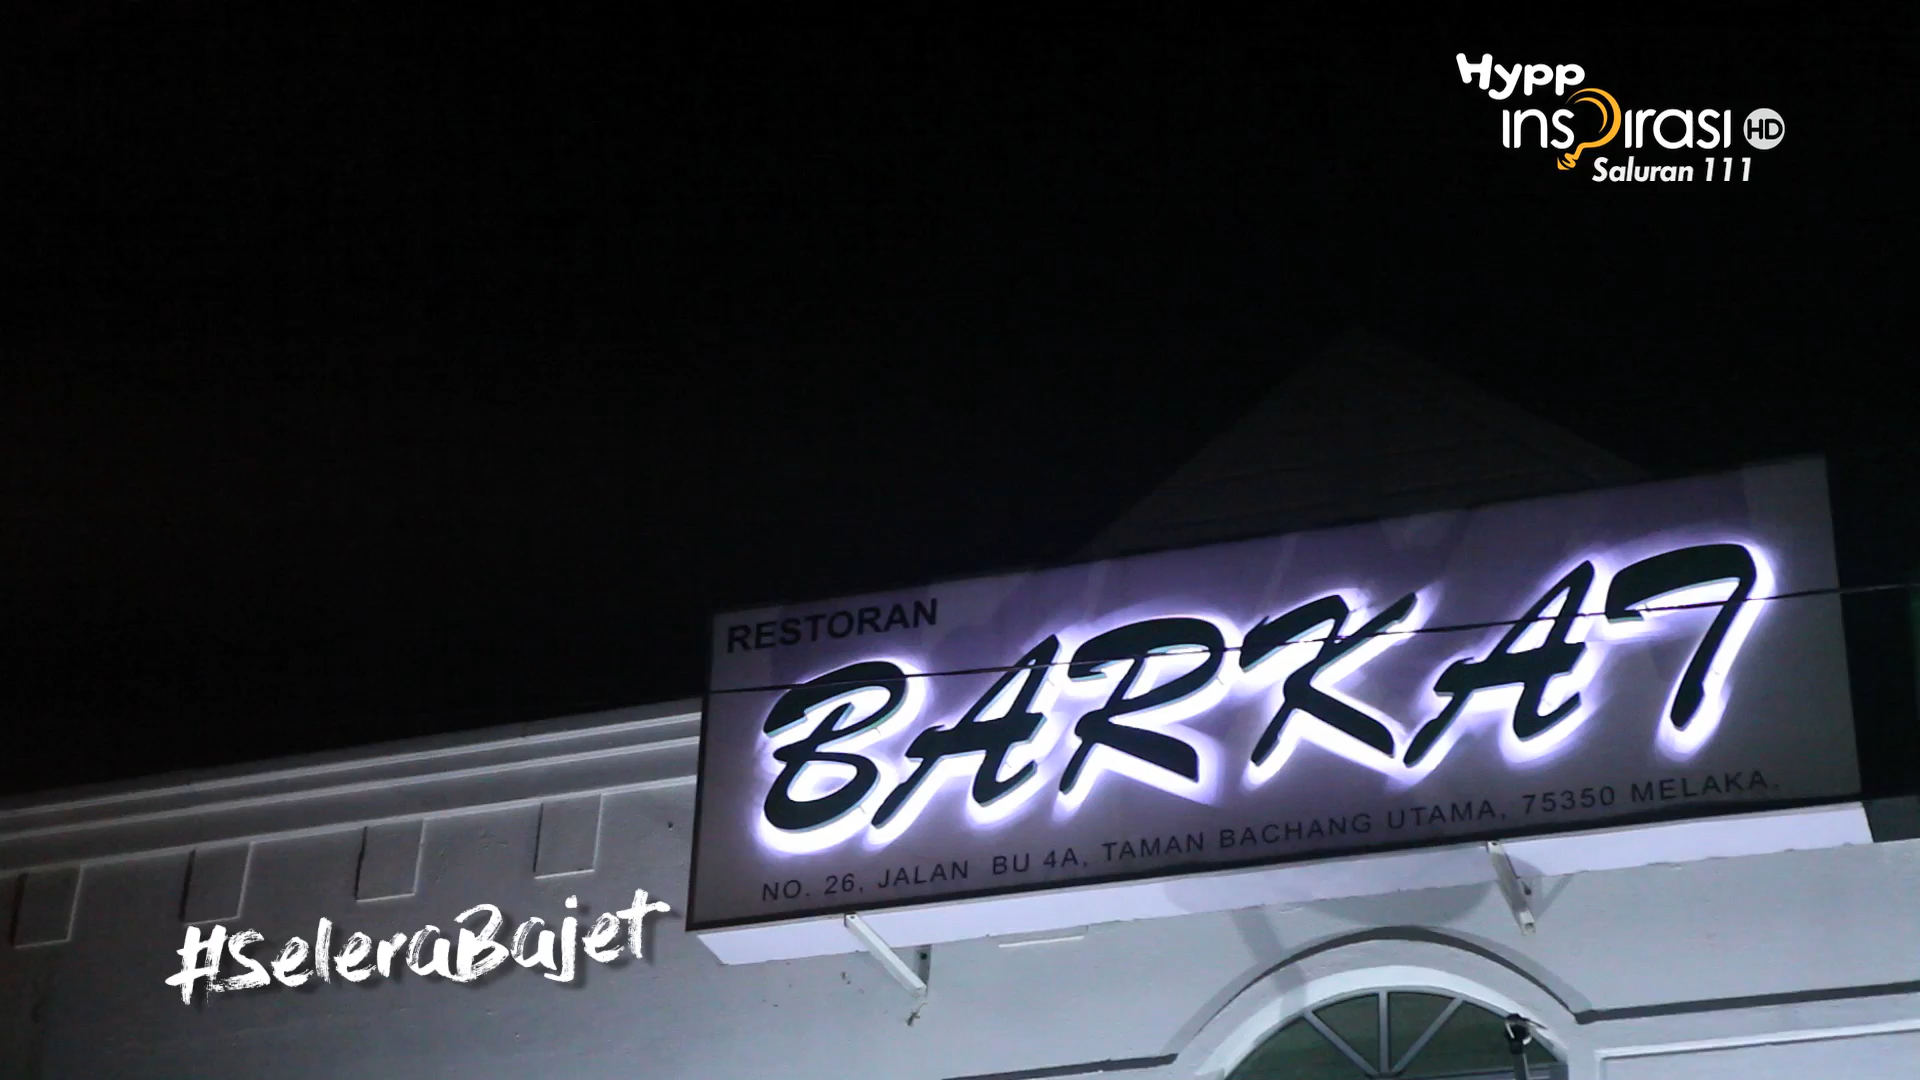 Hypp
inspirasi HD
Saluran 111
RESTORAN
BARKAT
NO. 26, JALAN BU 4A, TAMAN BACHANG UTAMA, 75350 MELAKA.
#SeleraBajet